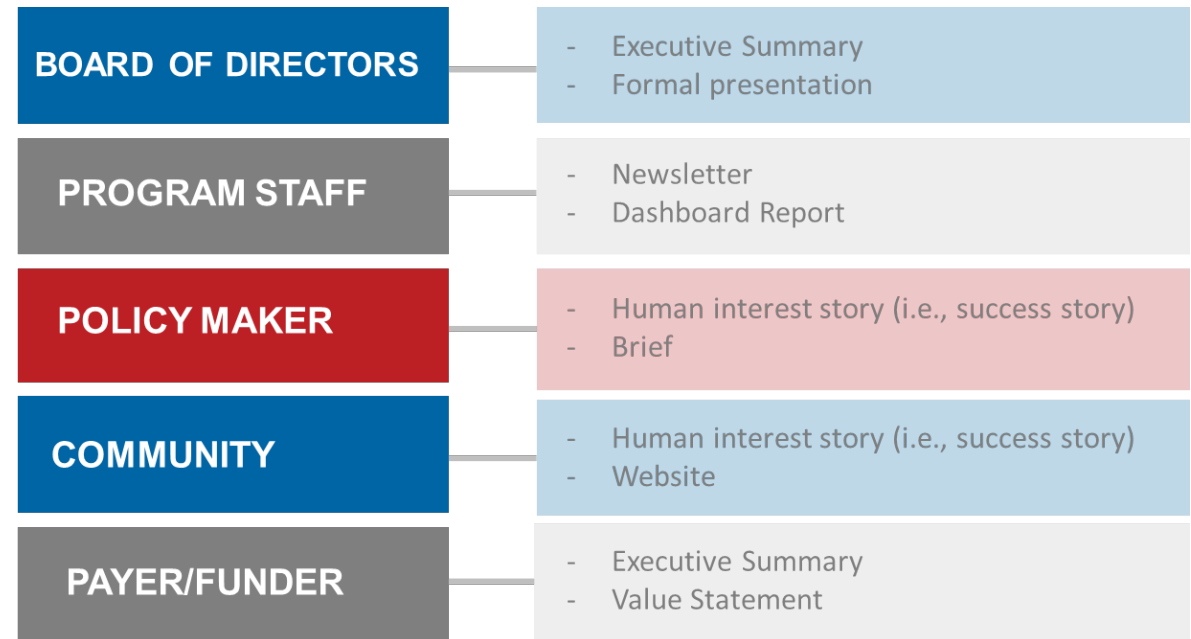 BOARD OF DIRECTORS
- Executive Summary
- Formal presentation
PROGRAM STAFF
- Newsletter
- Dashboard Report
POLICY MAKER
- Human interest story (i.e., success story)
- Brief
COMMUNITY
- Human interest story (i.e., success story)
- Website
PAYER/FUNDER
- Executive Summary
- Value Statement